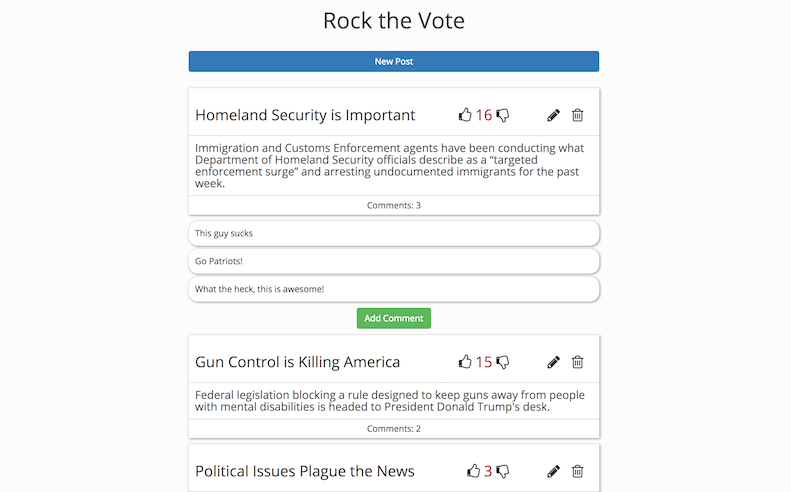 Rock the Vote
New Post
Homeland Security is Important 16
Immigration and Customs Enforcement agents have been conducting what
Department of Homeland Security officials describe as a “targeted
enforcement surge” and arresting undocumented immigrants for the past
week.
Comments: 3
This guy sucks
Go Patriots!
What the heck, this is awesome!
Add Comment
Gun Control is Killing America 15
Federal legislation blocking a rule designed to keep guns away from people
with mental disabilities is headed to President Donald Trump's desk.
Comments: 2
Political Issues Plague the News 3